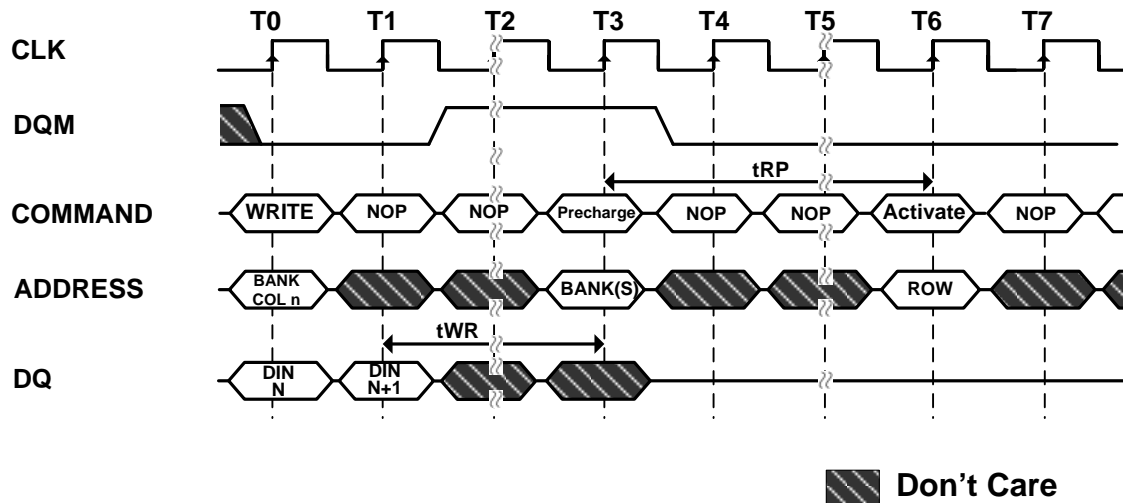 T0 T1 T2 T3 T4 T5 T6 T7
CLK
DQM
tRP
COMMAND WRITE NOP NOP Precharge NOP NOP Activate NOP
ADDRESS BANK COL n BANK(S) ROW
tWR
DQ DIN N DIN N+1
Don't Care